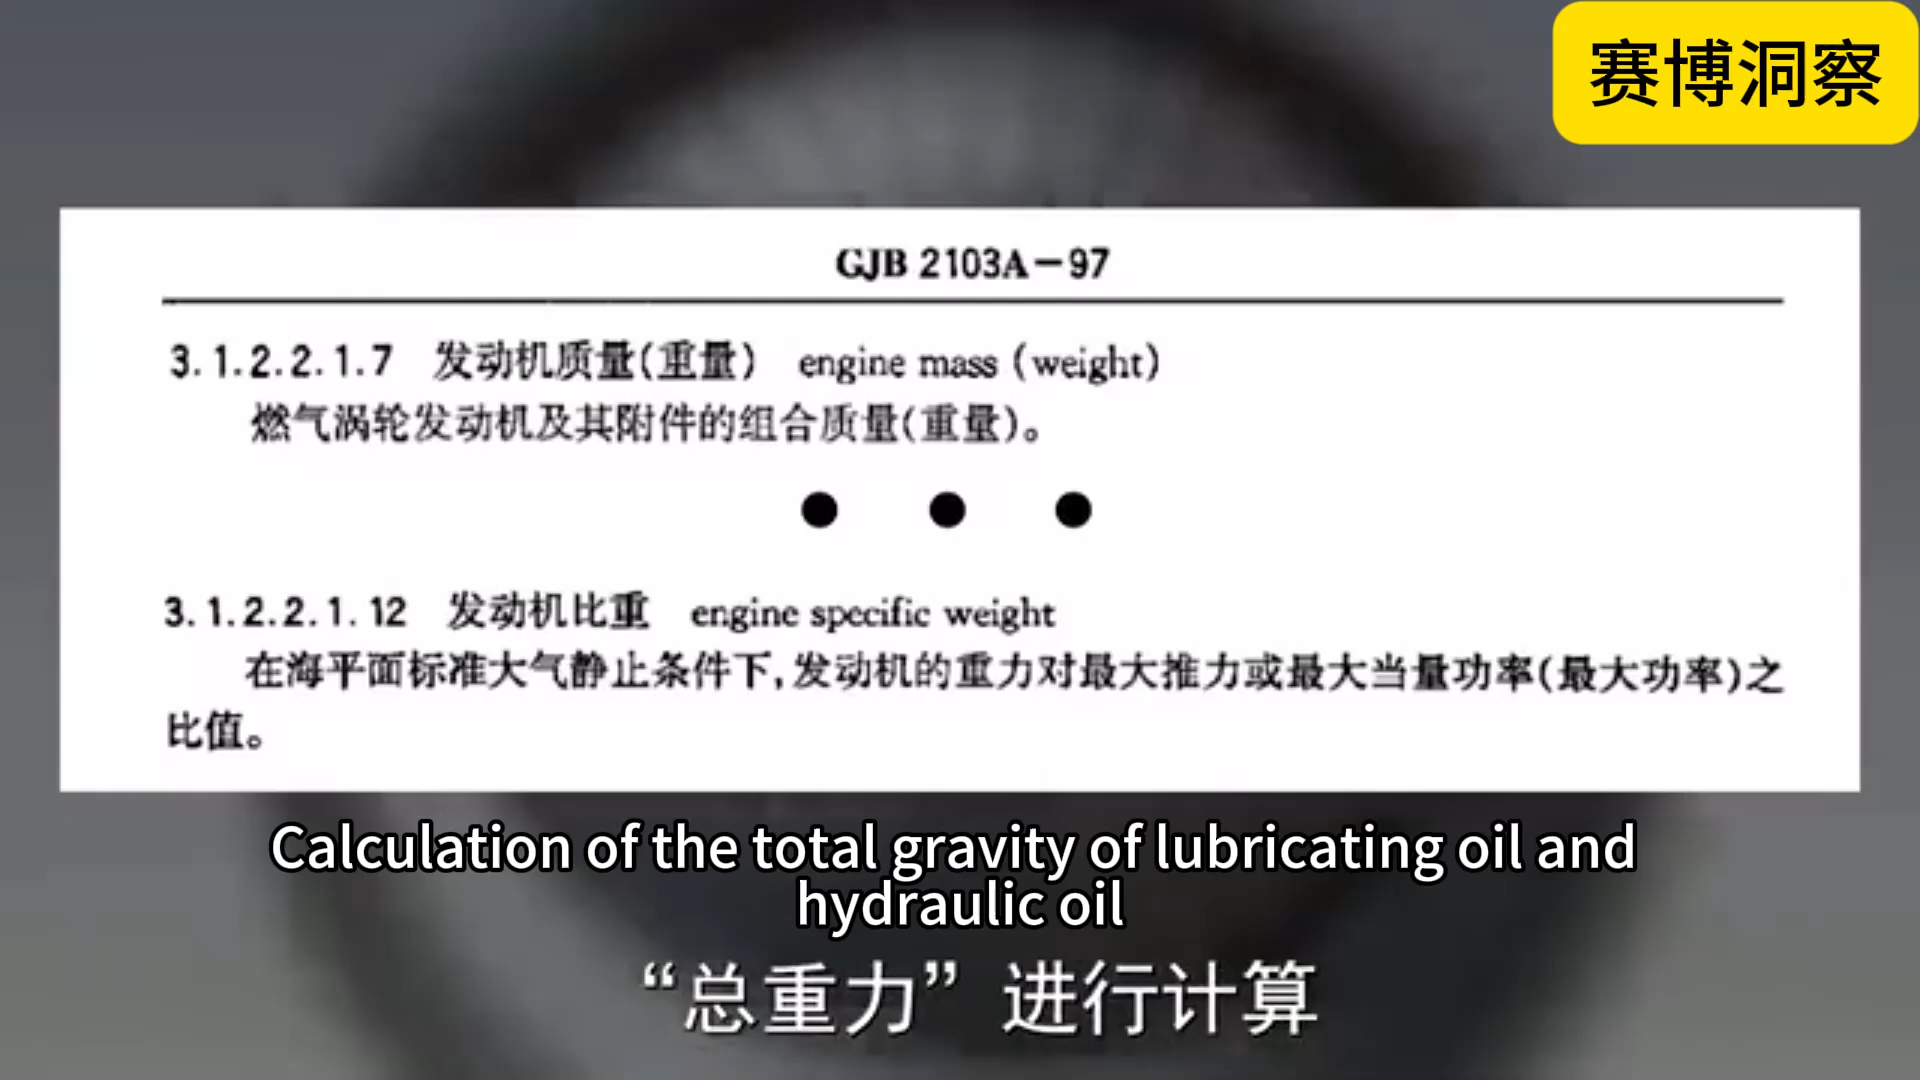 赛博洞察
GJB 2103A－97
3.1.2.2.1.7 发动机质量(重量) engine mass (weight)
燃气涡轮发动机及其附件的组合质量(重量)。
● ● ●
3.1.2.2.1.12 发动机比重 engine specific weight
在海平面标准大气静止条件下,发动机的重力对最大推力或最大当量功率(最大功率)之
比值。
Calculation of the total gravity of lubricating oil and
hydraulic oil
“总重力”进行计算